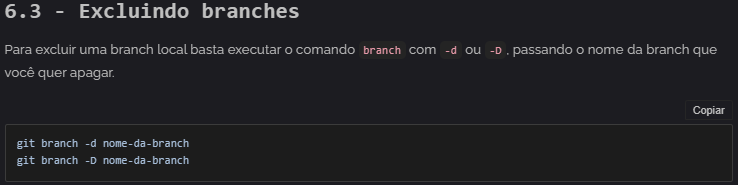 6.3 - Excluindo branches
Para excluir uma branch local basta executar o comando branch com -d ou -D, passando o nome da branch que
você quer apagar.
Copiar
git branch -d nome-da-branch
git branch -D nome-da-branch